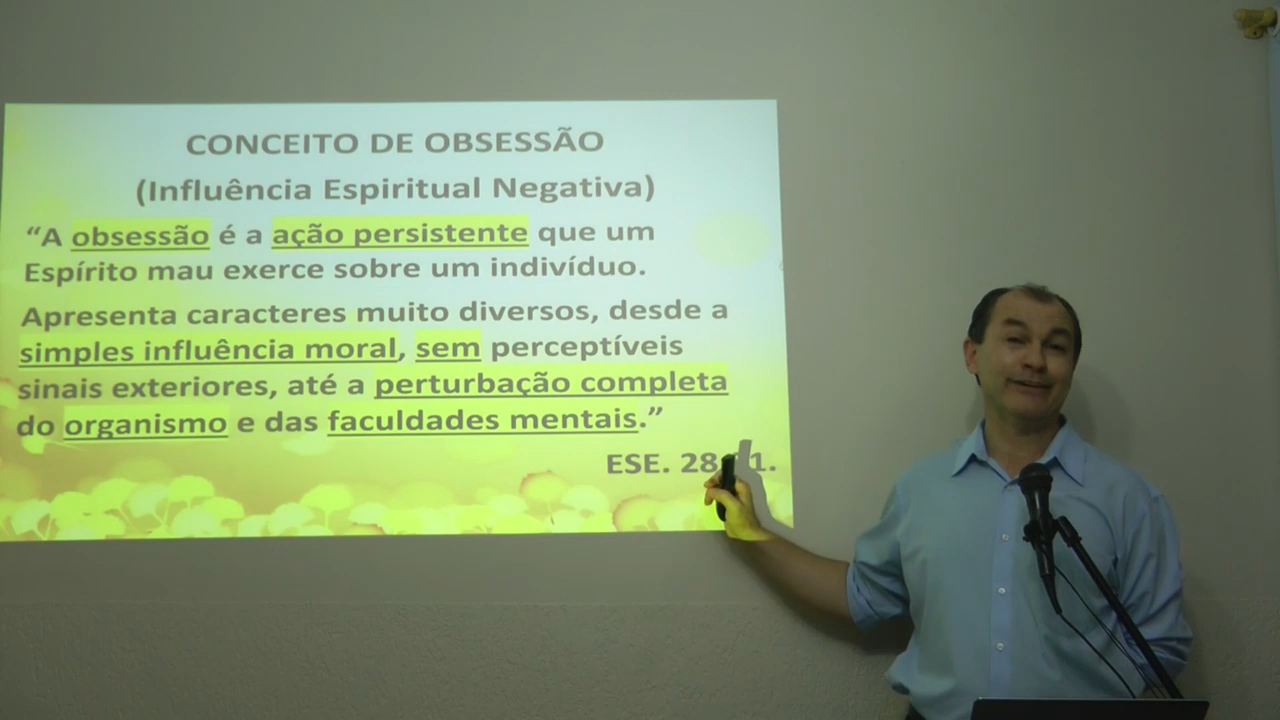 CONCEITO DE OBSESSÃO
(Influência Espiritual Negativa)
“A obsessão é a ação persistente que um
Espírito mau exerce sobre um indivíduo.
Apresenta caracteres muito diversos, desde a
simples influência moral, sem perceptíveis
sinais exteriores, até a perturbação completa
do organismo e das faculdades mentais.”
ESE. 28